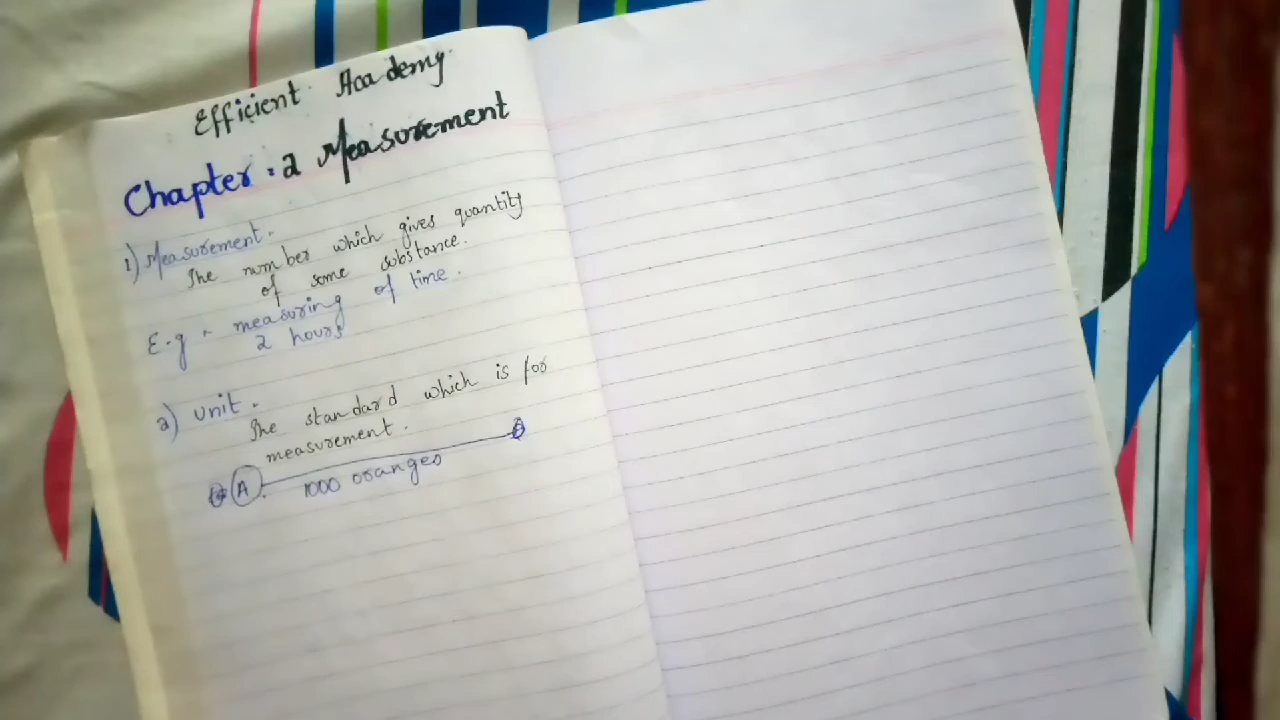 Efficient Academy
Chapter : 2 Measurement
1) Measurement.
The number which gives quantity
of some substance.
E.g - measuring of time.
2 hours
2) Unit.
The standard which is for
measurement.
A
1000 oranges